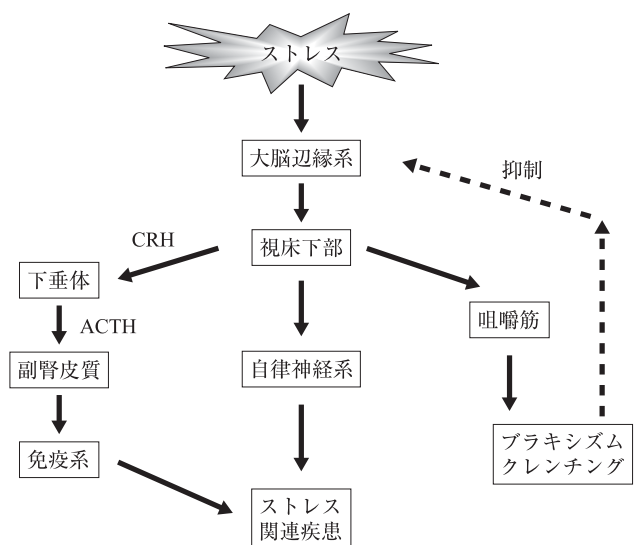 ストレス
大脳辺縁系
抑制
CRH
視床下部
下垂体
ACTH
咀嚼筋
副腎皮質
自律神経系
免疫系
ブラキシズム
クレンチング
ストレス
関連疾患